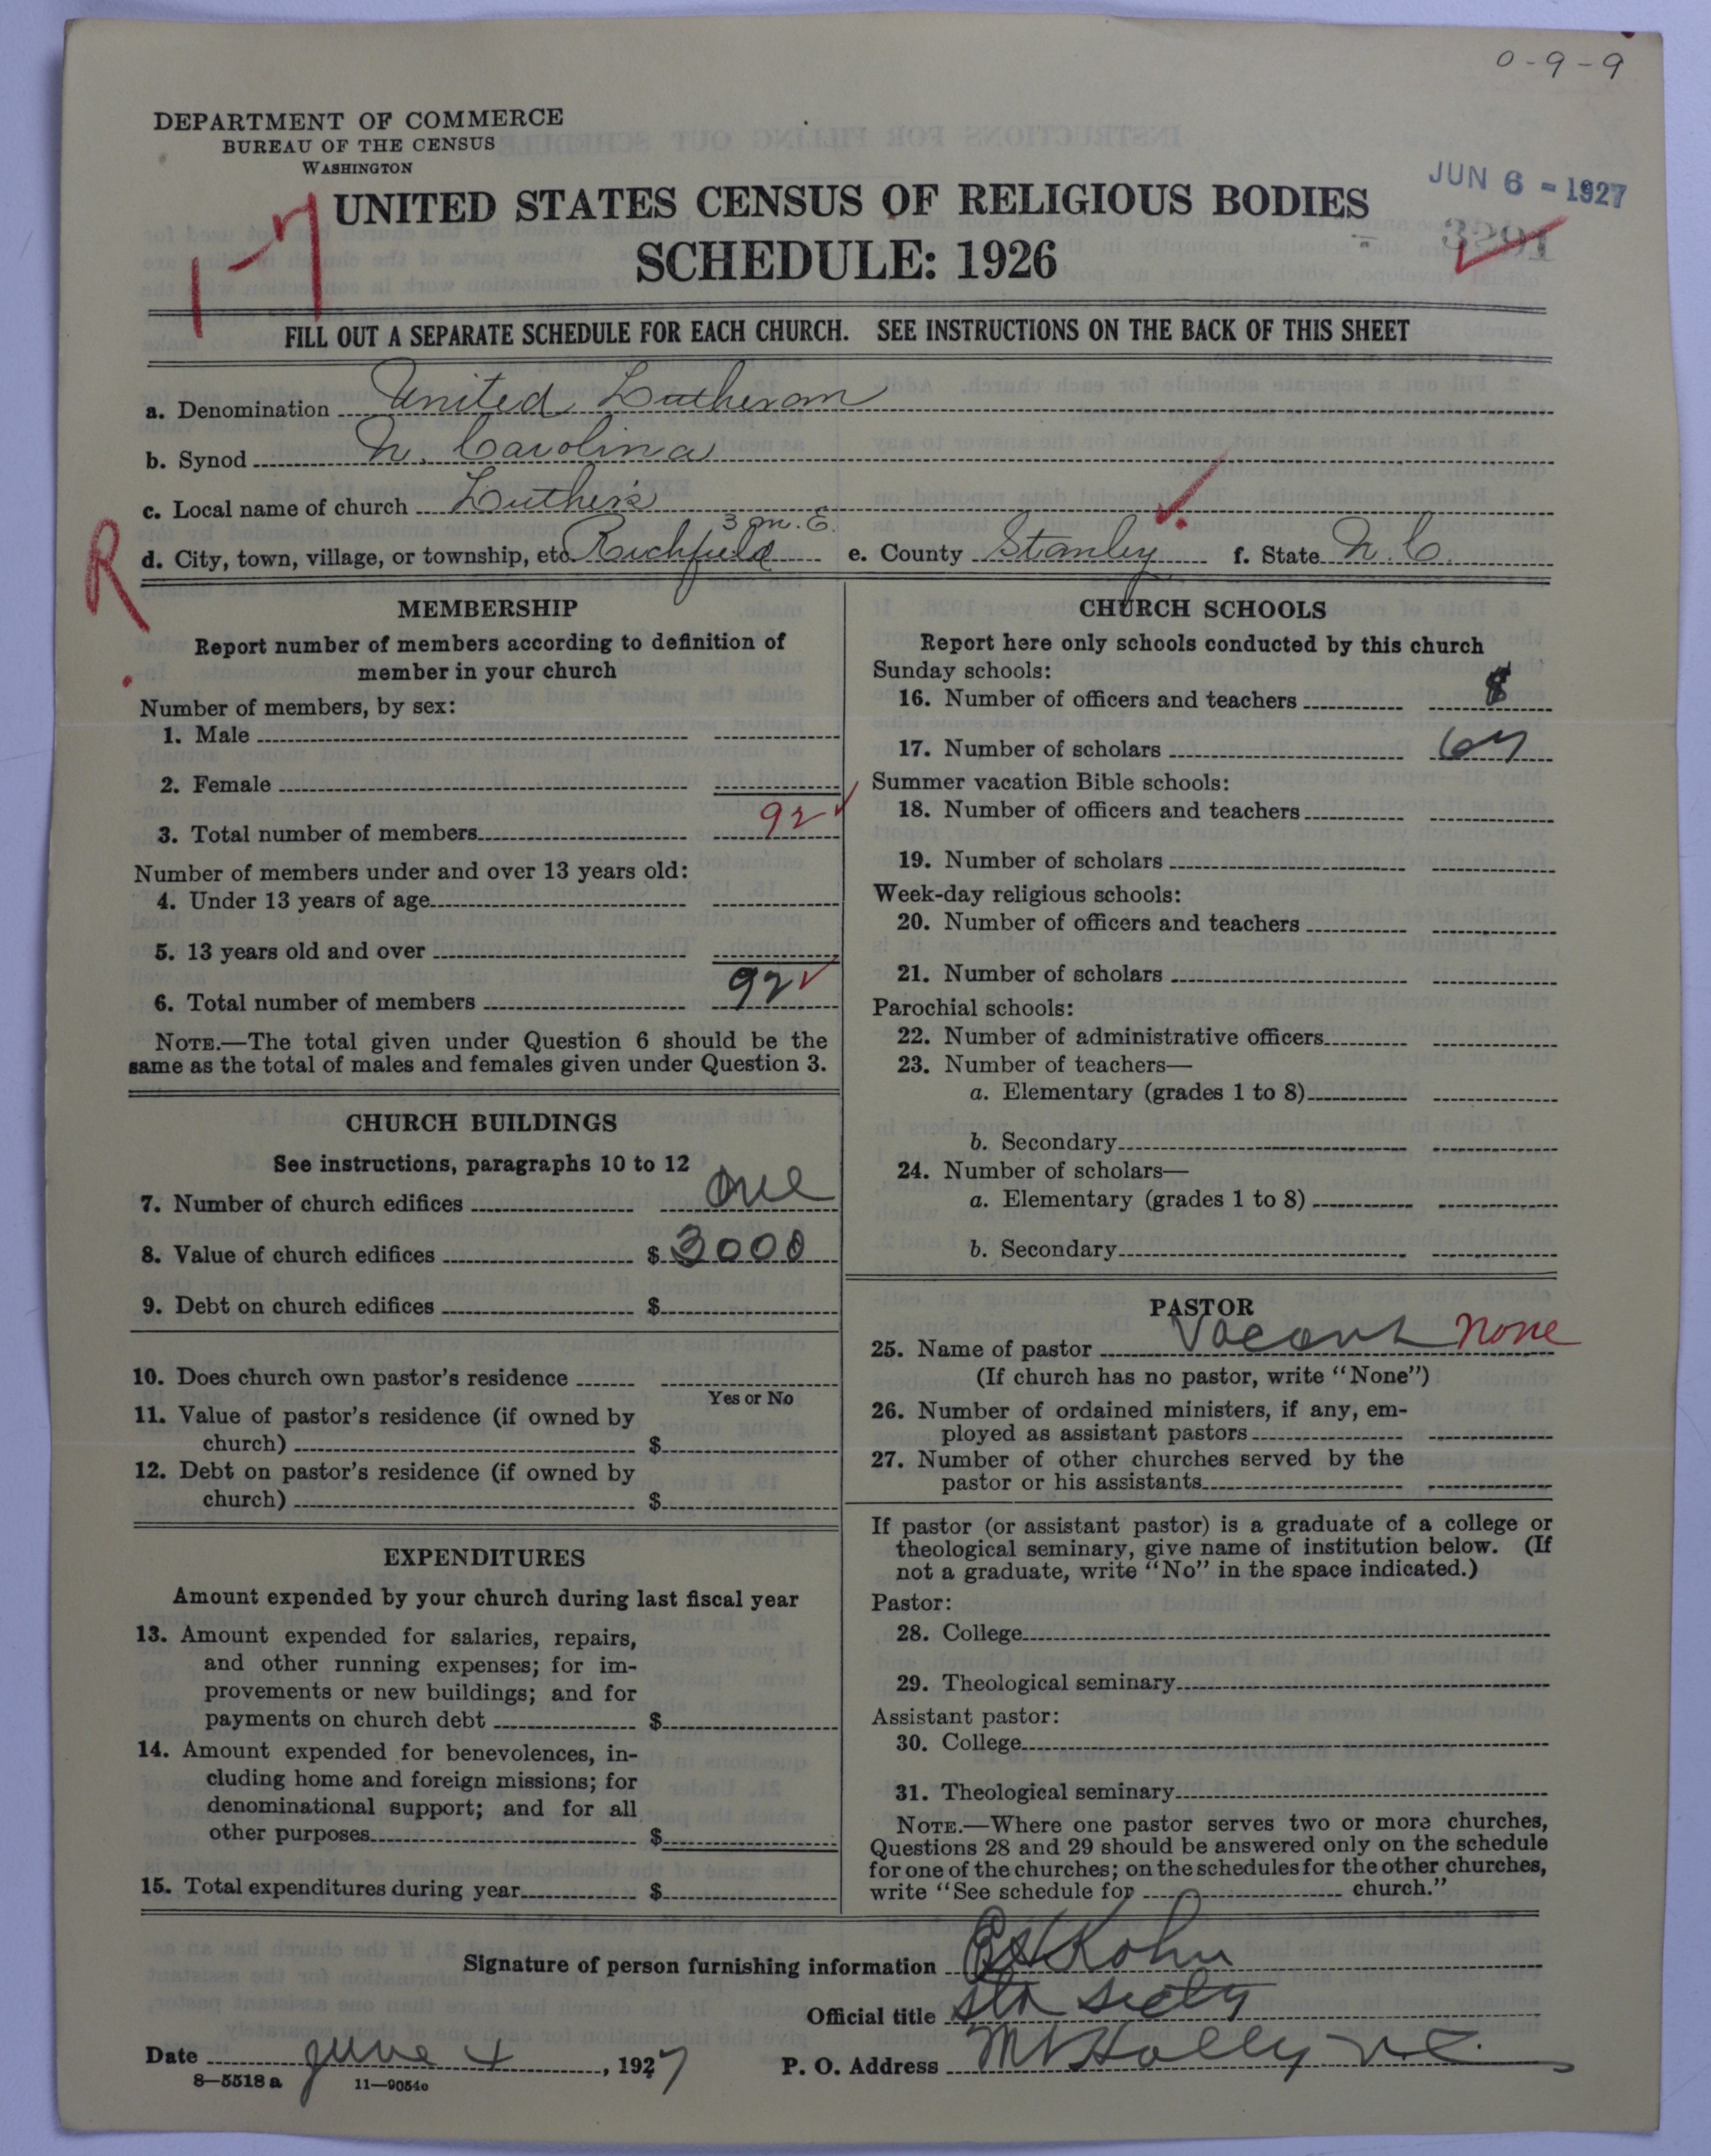 0-9-9
DEPARTMENT OF COMMERCE
BUREAU OF THE CENSUS
WASHINGTON
JUN 6 - 1927
1-7
UNITED STATES CENSUS OF RELIGIOUS BODIES
3291
SCHEDULE: 1926
FILL OUT A SEPARATE SCHEDULE FOR EACH CHURCH. SEE INSTRUCTIONS ON THE BACK OF THIS SHEET
a. Denomination United Lutheran
b. Synod N. Carolina
c. Local name of church Luther's
3 m. E.
R
d. City, town, village, or township, etc. Richfield e. County Stanley f. State N. C.
MEMBERSHIP
Report number of members according to definition of
member in your church
Number of members, by sex:
1. Male
2. Female
3. Total number of members 92
Number of members under and over 13 years old:
4. Under 13 years of age
5. 13 years old and over
6. Total number of members 92
NOTE.—The total given under Question 6 should be the
same as the total of males and females given under Question 3.
CHURCH BUILDINGS
See instructions, paragraphs 10 to 12
7. Number of church edifices one
8. Value of church edifices $ 3000
9. Debt on church edifices $
10. Does church own pastor's residence
Yes or No
11. Value of pastor's residence (if owned by
church) $
12. Debt on pastor's residence (if owned by
church) $
EXPENDITURES
Amount expended by your church during last fiscal year
13. Amount expended for salaries, repairs,
and other running expenses; for im-
provements or new buildings; and for
payments on church debt $
14. Amount expended for benevolences, in-
cluding home and foreign missions; for
denominational support; and for all
other purposes $
15. Total expenditures during year $
CHURCH SCHOOLS
Report here only schools conducted by this church
Sunday schools:
16. Number of officers and teachers 8
17. Number of scholars 67
Summer vacation Bible schools:
18. Number of officers and teachers
19. Number of scholars
Week-day religious schools:
20. Number of officers and teachers
21. Number of scholars
Parochial schools:
22. Number of administrative officers
23. Number of teachers—
a. Elementary (grades 1 to 8)
b. Secondary
24. Number of scholars—
a. Elementary (grades 1 to 8)
b. Secondary
PASTOR
25. Name of pastor Vacant None
(If church has no pastor, write "None")
26. Number of ordained ministers, if any, em-
ployed as assistant pastors
27. Number of other churches served by the
pastor or his assistants
If pastor (or assistant pastor) is a graduate of a college or
theological seminary, give name of institution below. (If
not a graduate, write "No" in the space indicated.)
Pastor:
28. College
29. Theological seminary
Assistant pastor:
30. College
31. Theological seminary
NOTE.—Where one pastor serves two or more churches,
Questions 28 and 29 should be answered only on the schedule
for one of the churches; on the schedules for the other churches,
write "See schedule for church."
Signature of person furnishing information Kohn
Official title
Date June 4, 1927 P. O. Address Mt Holly N. C.
8—5518 a 11—9054c